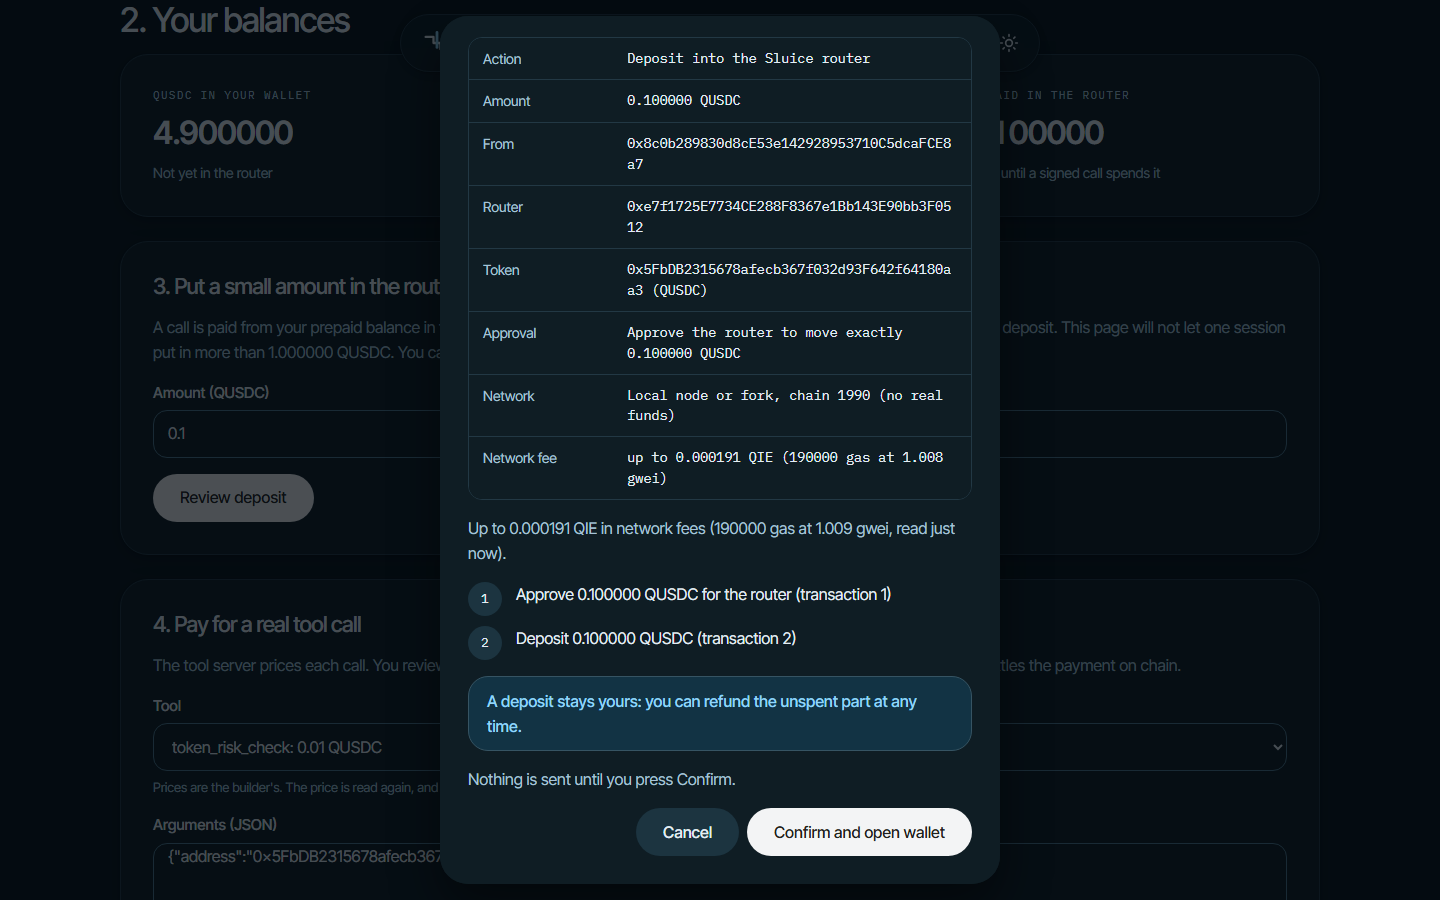 2. Your balances
QUSDC IN YOUR WALLET
4.900000
Not yet in the router
AID IN THE ROUTER
100000
until a signed call spends it
3. Put a small amount in the rout
A call is paid from your prepaid balance in
deposit. This page will not let one session
put in more than 1.000000 QUSDC. You ca
Amount (QUSDC)
0.1
Review deposit
4. Pay for a real tool call
The tool server prices each call. You review
tles the payment on chain.
Tool
token_risk_check: 0.01 QUSDC
Prices are the builder's. The price is read again, and
Arguments (JSON)
{"address":"0x5FbDB2315678afecb367
Action
Deposit into the Sluice router
Amount
0.100000 QUSDC
From
0x8c0b289830d8cE53e142928953710C5dcaFCE8
a7
Router
0xe7f1725E7734CE288F8367e1Bb143E90bb3F05
12
Token
0x5FbDB2315678afecb367f032d93F642f64180a
a3 (QUSDC)
Approval
Approve the router to move exactly
0.100000 QUSDC
Network
Local node or fork, chain 1990 (no real
funds)
Network fee
up to 0.000191 QIE (190000 gas at 1.008
gwei)
Up to 0.000191 QIE in network fees (190000 gas at 1.009 gwei, read just
now).
1 Approve 0.100000 QUSDC for the router (transaction 1)
2 Deposit 0.100000 QUSDC (transaction 2)
A deposit stays yours: you can refund the unspent part at any
time.
Nothing is sent until you press Confirm.
Cancel
Confirm and open wallet